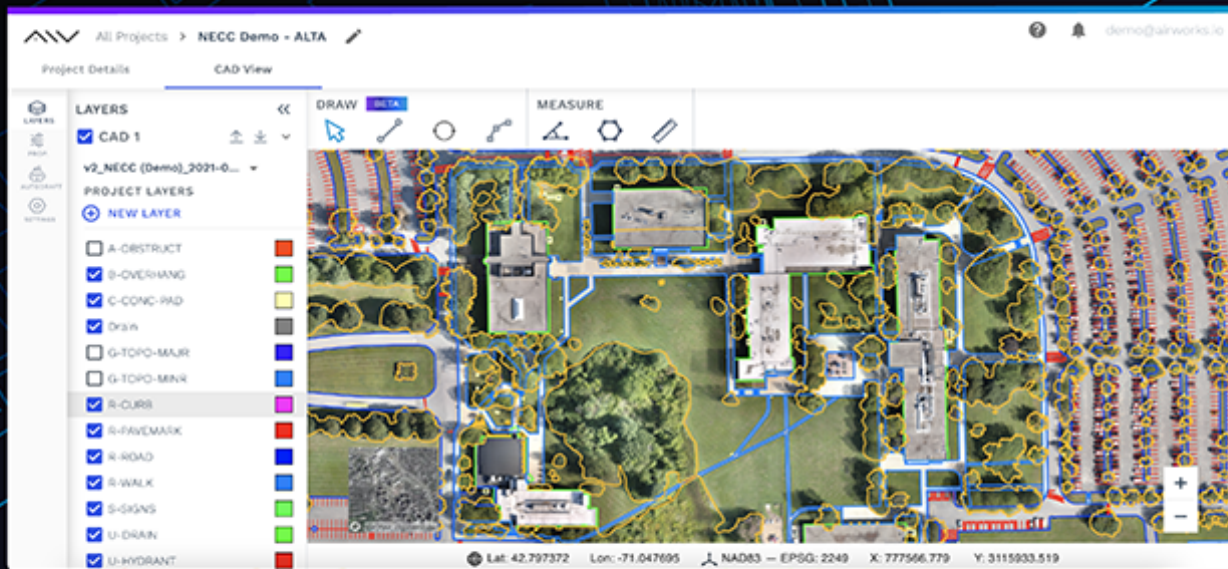 All Projects > NECC Demo - ALTA
demo@airworks.io
Project Details
CAD View
LAYERS
PROP.
AUTODRAFT
SETTINGS
LAYERS
CAD 1
v2_NECC (Demo)_2021-0...
PROJECT LAYERS
NEW LAYER
A-OBSTRUCT
B-OVERHANG
C-CONC-PAD
Drain
G-TOPO-MAJR
G-TOPO-MINR
R-CURB
R-PAVEMARK
R-ROAD
R-WALK
S-SIGNS
U-DRAIN
U-HYDRANT
DRAW BETA
MEASURE
+
−
Lat: 42.797372 Lon: -71.047695 NAD83 — EPSG: 2249 X: 777566.779 Y: 3115933.519